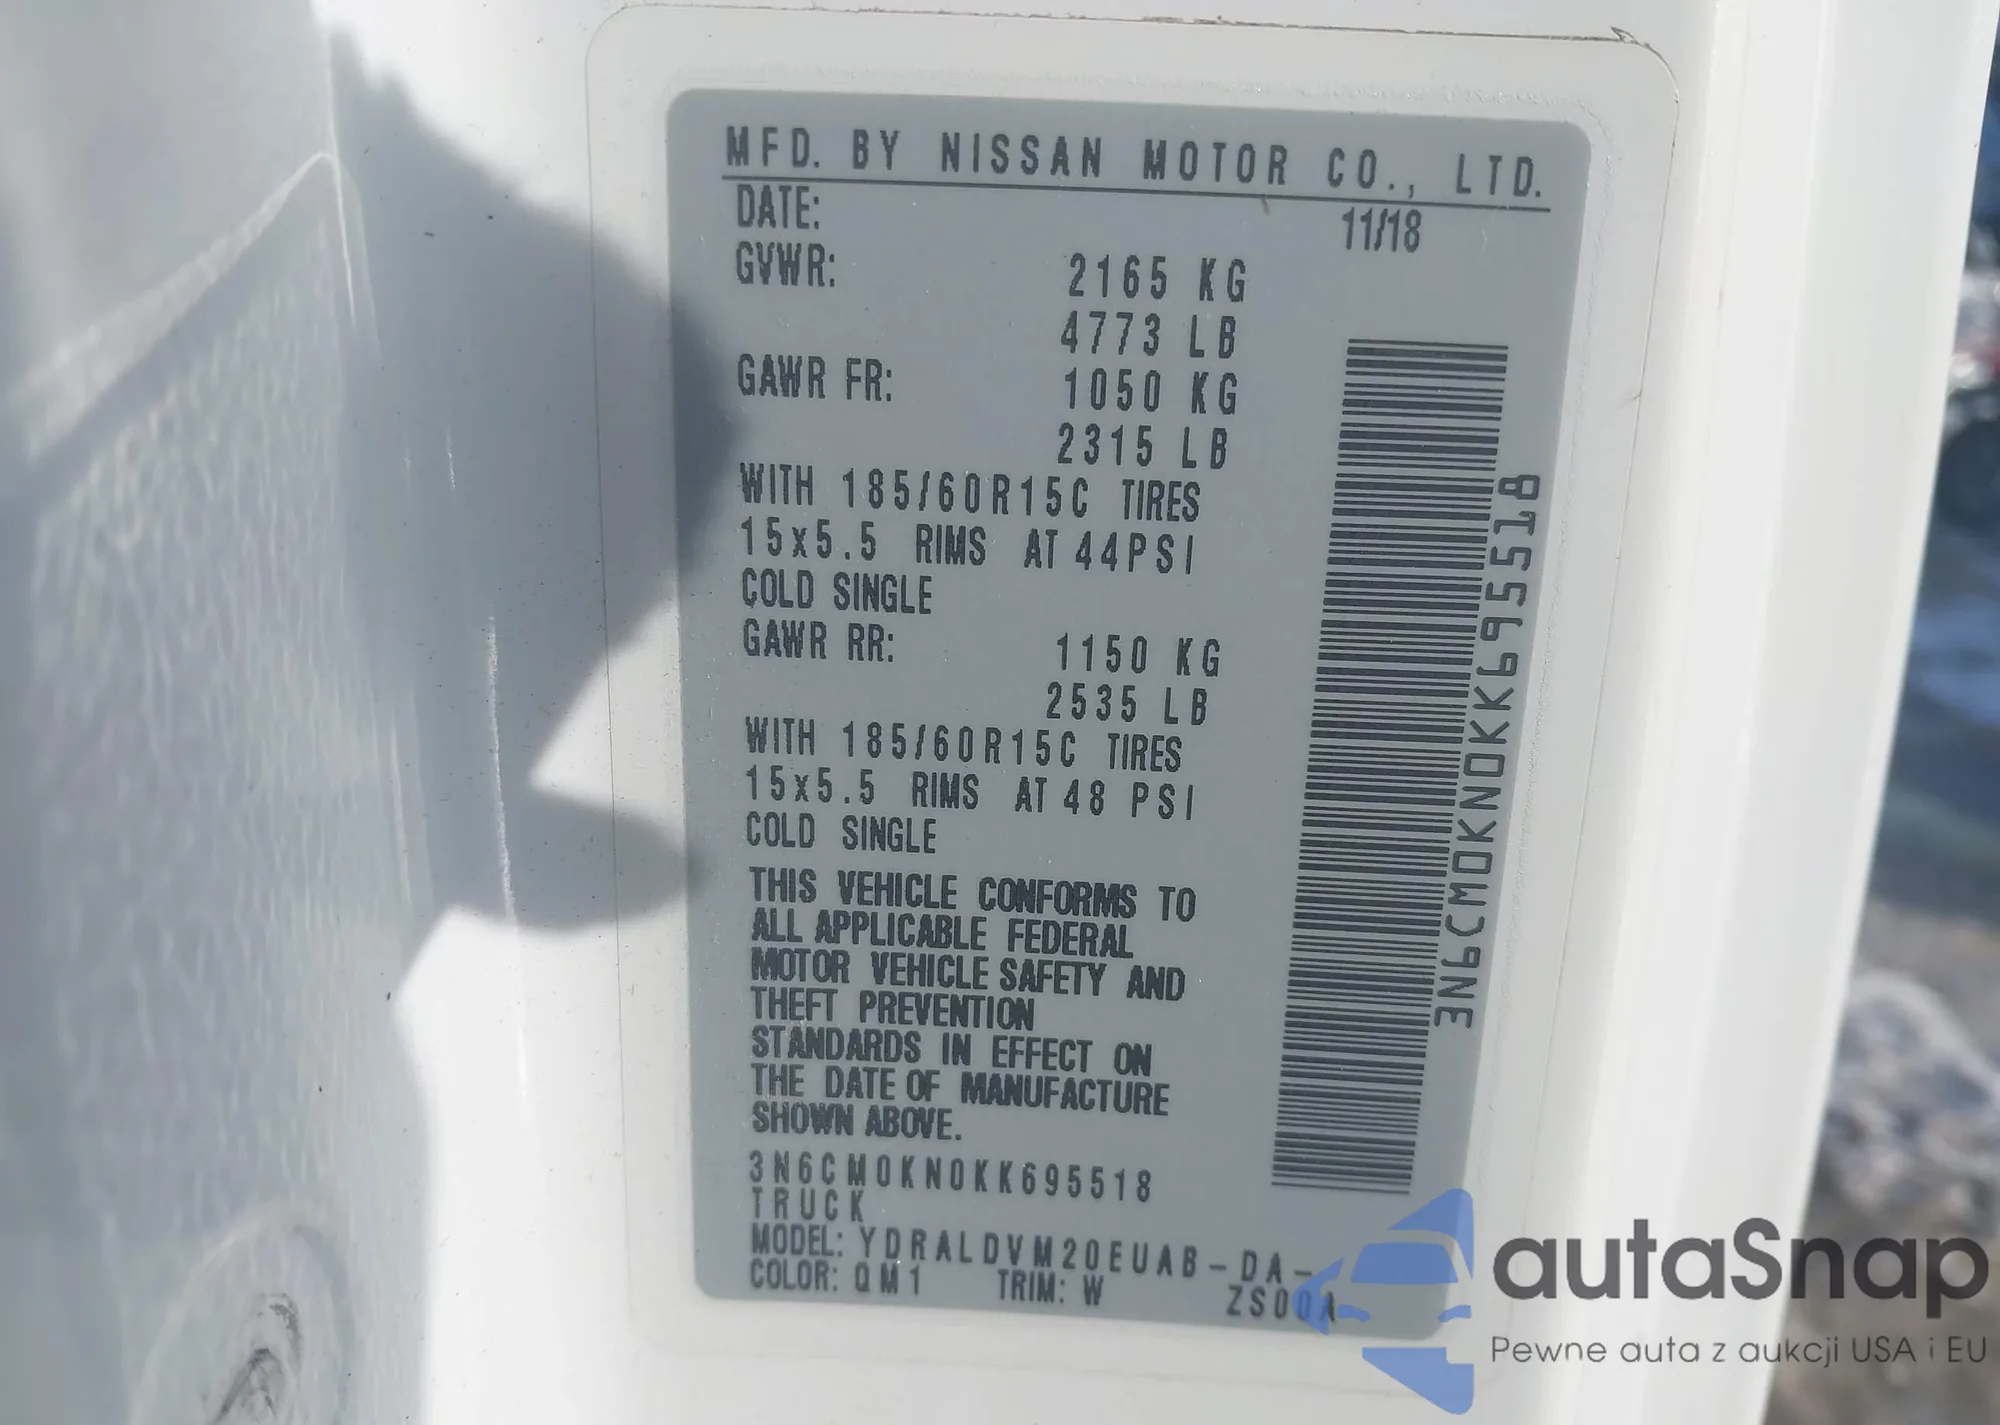 MFD. BY NISSAN MOTOR CO., LTD.
DATE: 11/18
GVWR: 2165 KG
4773 LB
GAWR FR: 1050 KG
2315 LB
WITH 185/60R15C TIRES
15x5.5 RIMS AT 44PSI
COLD SINGLE
GAWR RR: 1150 KG
2535 LB
WITH 185/60R15C TIRES
15x5.5 RIMS AT 48 PSI
COLD SINGLE
THIS VEHICLE CONFORMS TO
ALL APPLICABLE FEDERAL
MOTOR VEHICLE SAFETY AND
THEFT PREVENTION
STANDARDS IN EFFECT ON
THE DATE OF MANUFACTURE
SHOWN ABOVE.
3N6CM0KN0KK695518
TRUCK
MODEL: YDRALDVM20EUAB-DA-
COLOR: QM1 TRIM: W ZS00A
3N6CM0KN0KK695518
autaSnap
Pewne auta z aukcji USA i EU